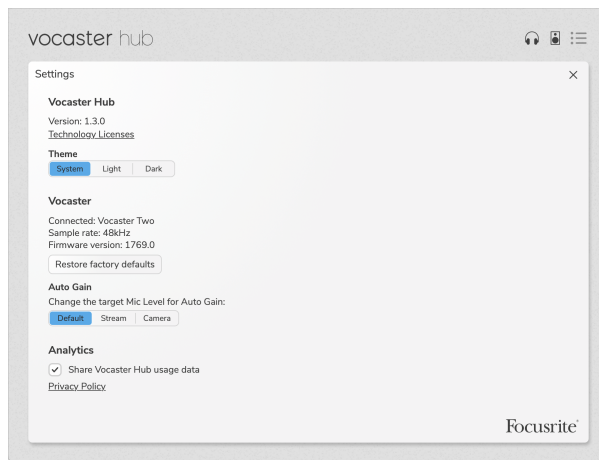 vocaster hub
Settings
Vocaster Hub
Version: 1.3.0
Technology Licenses
Theme
System Light Dark
Vocaster
Connected: Vocaster Two
Sample rate: 48kHz
Firmware version: 1769.0
Restore factory defaults
Auto Gain
Change the target Mic Level for Auto Gain:
Default Stream Camera
Analytics
Share Vocaster Hub usage data
Privacy Policy
Focusrite